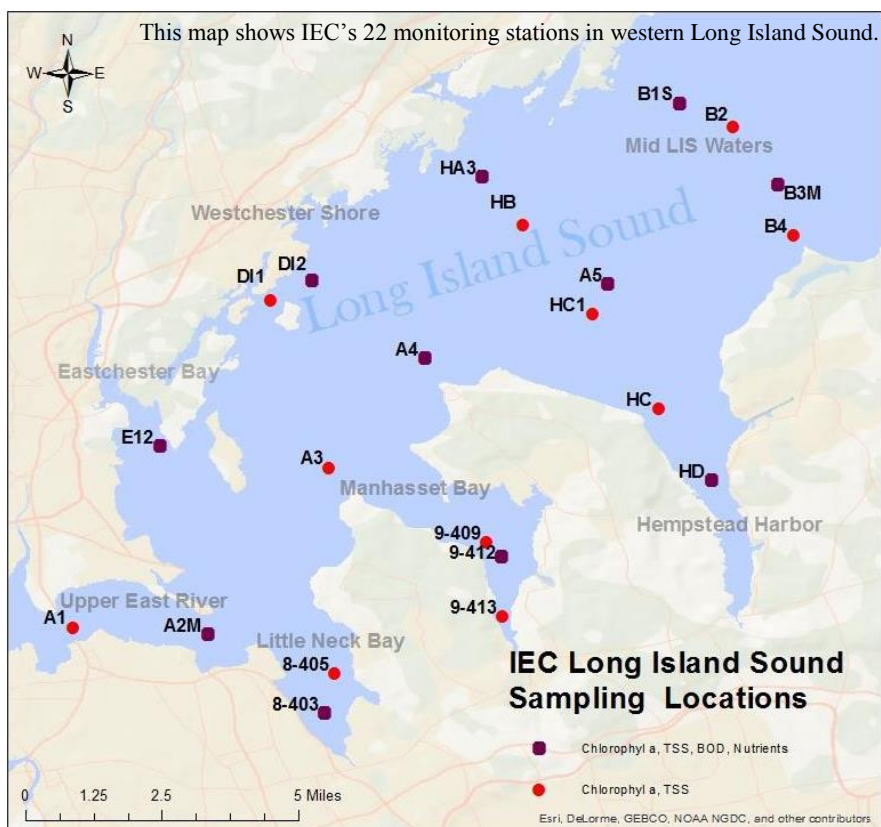 This map shows IEC's 22 monitoring stations in western Long Island Sound.
N
W E
S
B1S
B2
Mid LIS Waters
HA3
B3M
Westchester Shore
HB
B4
Long Island Sound
DI2
DI1
A5
HC1
A4
Eastchester Bay
HC
E12
A3
Manhasset Bay
HD
Hempstead Harbor
9-409
9-412
Upper East River
A1
A2M
9-413
Little Neck Bay
8-405
8-403
IEC Long Island Sound
Sampling Locations
Chlorophyl a, TSS, BOD, Nutrients
Chlorophyl a, TSS
0 1.25 2.5 5 Miles
Esri, DeLorme, GEBCO, NOAA NGDC, and other contributors